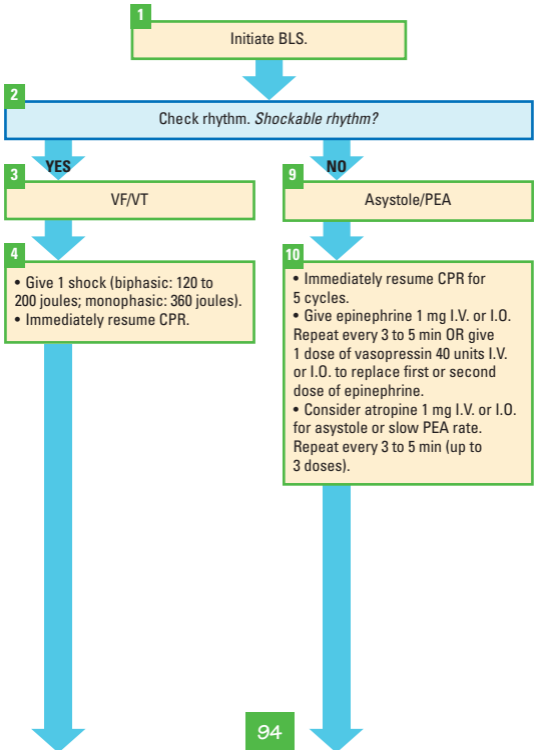 1
Initiate BLS.
2
Check rhythm. Shockable rhythm?
YES
NO
3
VF/VT
9
Asystole/PEA
4
• Give 1 shock (biphasic: 120 to
200 joules; monophasic: 360 joules).
• Immediately resume CPR.
10
• Immediately resume CPR for
5 cycles.
• Give epinephrine 1 mg I.V. or I.O.
Repeat every 3 to 5 min OR give
1 dose of vasopressin 40 units I.V.
or I.O. to replace first or second
dose of epinephrine.
• Consider atropine 1 mg I.V. or I.O.
for asystole or slow PEA rate.
Repeat every 3 to 5 min (up to
3 doses).
94